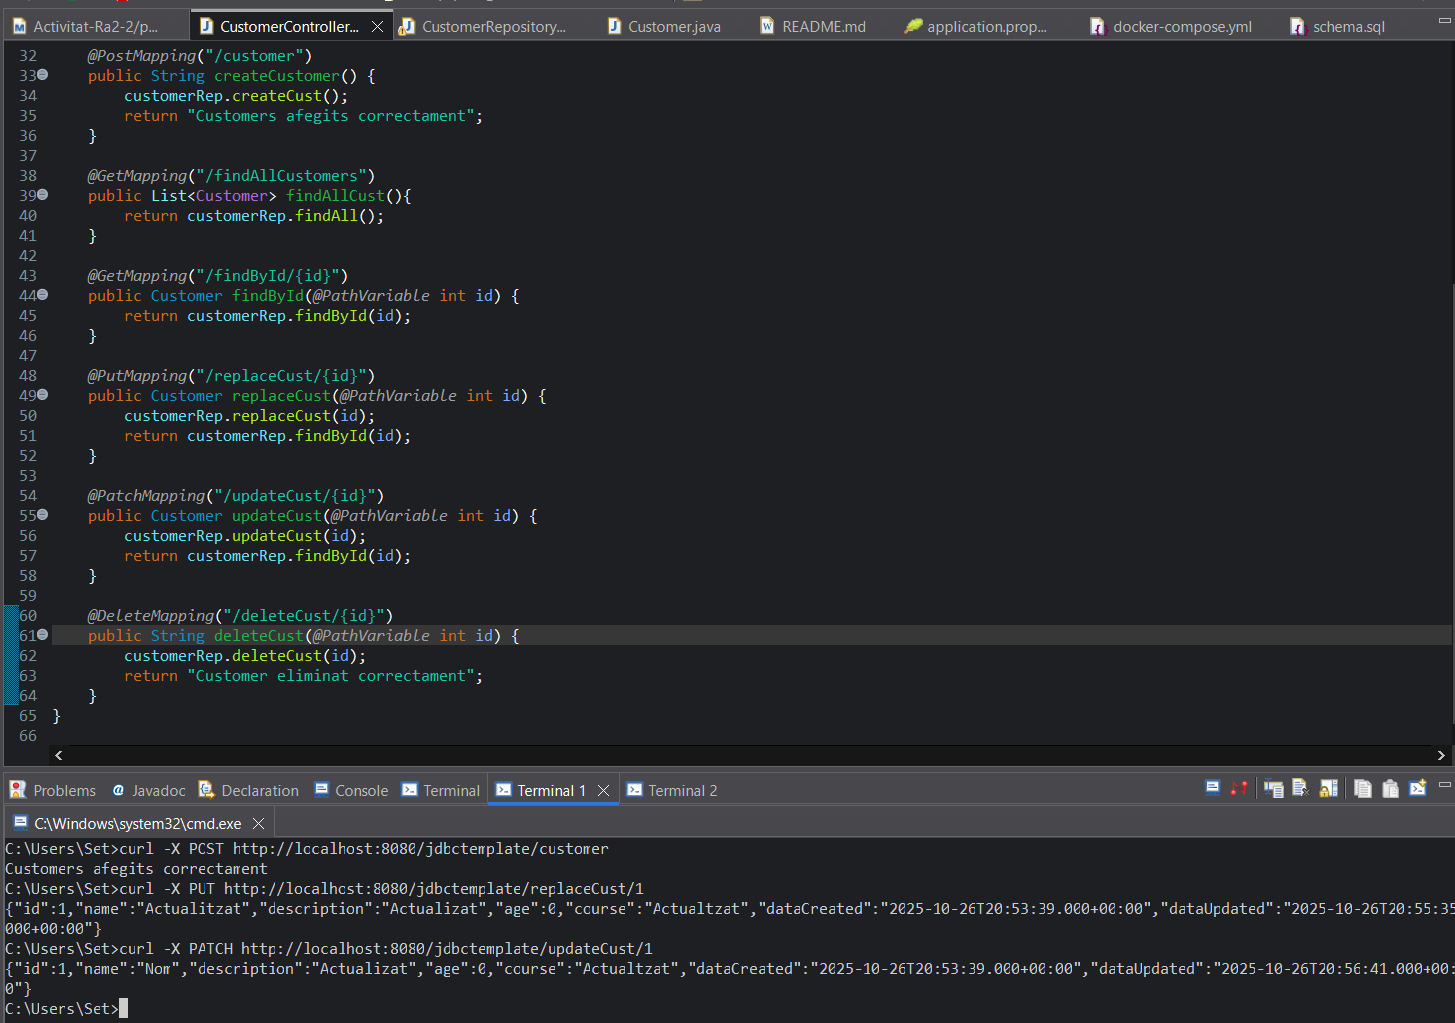 Activitat-Ra2-2/p... CustomerController... CustomerRepository... Customer.java README.md application.prop... docker-compose.yml schema.sql
32 @PostMapping("/customer")
33 public String createCustomer() {
34 customerRep.createCust();
35 return "Customers afegits correctament";
36 }
37
38 @GetMapping("/findAllCustomers")
39 public List<Customer> findAllCust(){
40 return customerRep.findAll();
41 }
42
43 @GetMapping("/findById/{id}")
44 public Customer findById(@PathVariable int id) {
45 return customerRep.findById(id);
46 }
47
48 @PutMapping("/replaceCust/{id}")
49 public Customer replaceCust(@PathVariable int id) {
50 customerRep.replaceCust(id);
51 return customerRep.findById(id);
52 }
53
54 @PatchMapping("/updateCust/{id}")
55 public Customer updateCust(@PathVariable int id) {
56 customerRep.updateCust(id);
57 return customerRep.findById(id);
58 }
59
60 @DeleteMapping("/deleteCust/{id}")
61 public String deleteCust(@PathVariable int id) {
62 customerRep.deleteCust(id);
63 return "Customer eliminat correctament";
64 }
65 }
66
Problems Javadoc Declaration Console Terminal Terminal 1 Terminal 2
C:\Windows\system32\cmd.exe
C:\Users\Set>curl -X POST http://localhost:8080/jdbctemplate/customer
Customers afegits correctament
C:\Users\Set>curl -X PUT http://localhost:8080/jdbctemplate/replaceCust/1
{"id":1,"name":"Actualitzat","description":"Actualizat","age":0,"course":"Actualtzat","dataCreated":"2025-10-26T20:53:39.000+00:00","dataUpdated":"2025-10-26T20:55:35
000+00:00"}
C:\Users\Set>curl -X PATCH http://localhost:8080/jdbctemplate/updateCust/1
{"id":1,"name":"Nom","description":"Actualizat","age":0,"course":"Actualtzat","dataCreated":"2025-10-26T20:53:39.000+00:00","dataUpdated":"2025-10-26T20:56:41.000+00:
0"}
C:\Users\Set>